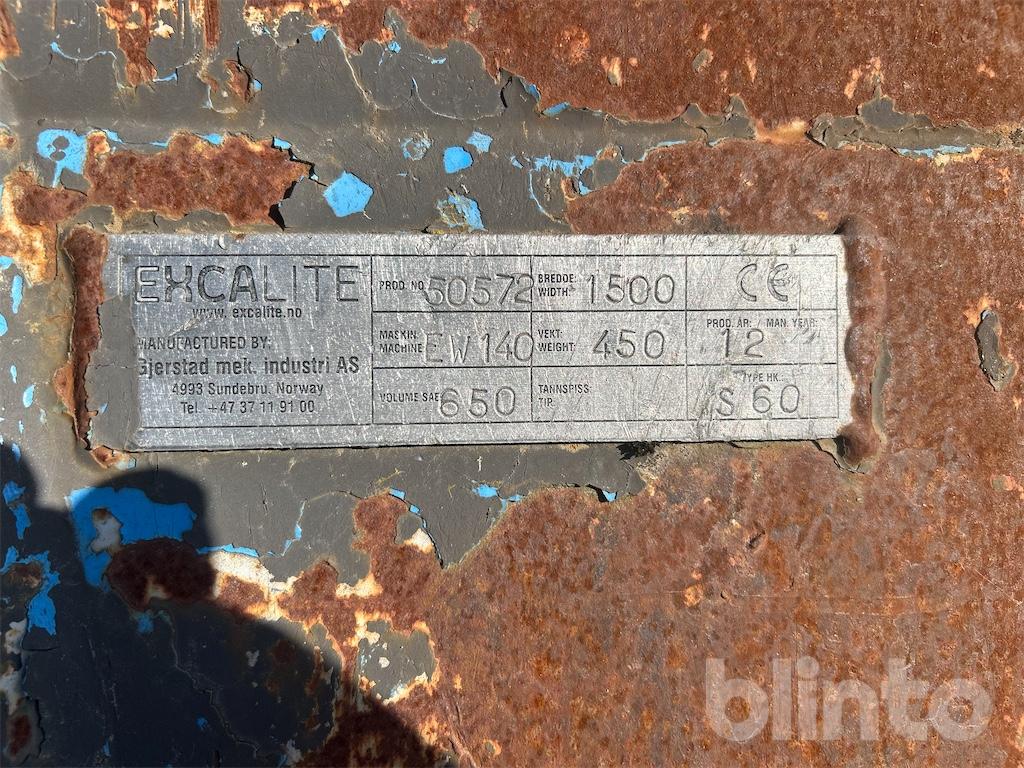 EXCALITE
www. excalite.no
MANUFACTURED BY:
Gjerstad mek. industri AS
4993 Sundebru. Norway
Tel. +47 37 11 91 00
PROD. NO. 50572
BREDDE: WIDTH: 1500
CE
MASKIN: MACHINE EW140
VEKT: WEIGHT: 450
PROD. ÅR: / MAN. YEAR: 12
VOLUME SAE: 650
TANNSPISS: TIP:
TYPE HK.: S 60
blinto